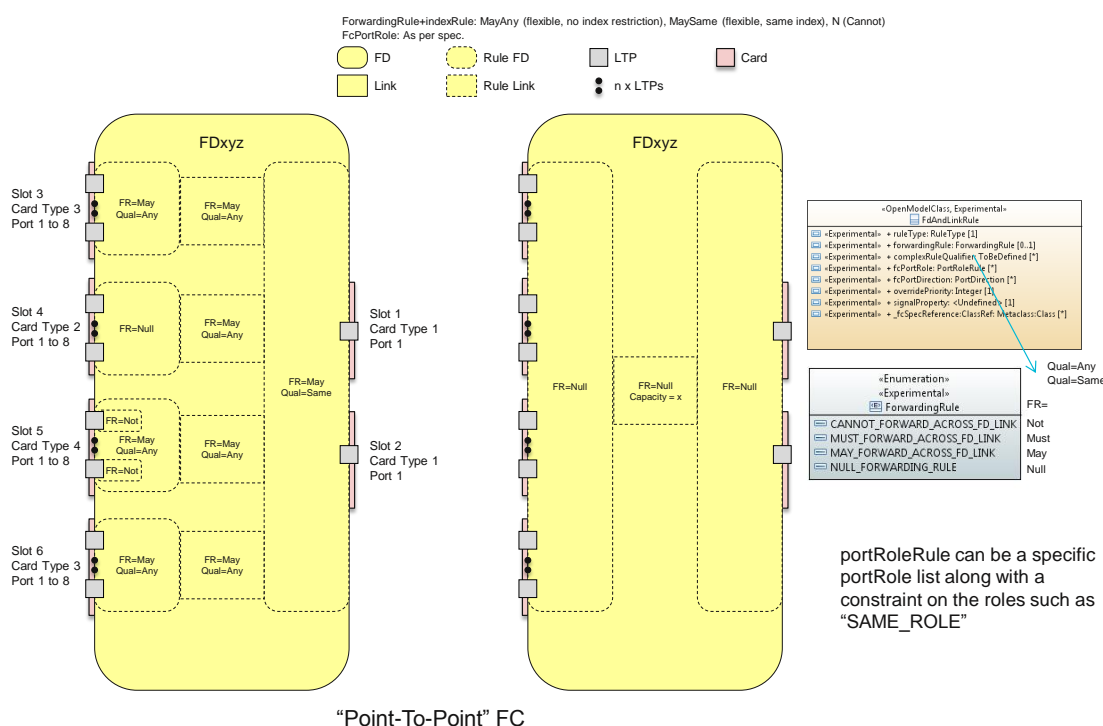 ForwardingRule+indexRule: MayAny (flexible, no index restriction), MaySame (flexible, same index), N (Cannot)
FcPortRole: As per spec.
FD
Rule FD
LTP
Card
Link
Rule Link
n x LTPs
FDxyz
Slot 3
Card Type 3
Port 1 to 8
FR=May
Qual=Any
FR=May
Qual=Any
Slot 4
Card Type 2
Port 1 to 8
FR=Null
FR=May
Qual=Any
Slot 5
Card Type 4
Port 1 to 8
FR=Not
FR=May
Qual=Any
FR=Not
FR=May
Qual=Any
Slot 6
Card Type 3
Port 1 to 8
FR=May
Qual=Any
FR=May
Qual=Any
FR=May
Qual=Same
Slot 1
Card Type 1
Port 1
Slot 2
Card Type 1
Port 1
FDxyz
FR=Null
FR=Null
Capacity = x
FR=Null
«OpenModelClass, Experimental»
FdAndLinkRule
«Experimental» + ruleType: RuleType [1]
«Experimental» + forwardingRule: ForwardingRule [0..1]
«Experimental» + complexRuleQualifier: ToBeDefined [*]
«Experimental» + fcPortRole: PortRoleRule [*]
«Experimental» + fcPortDirection: PortDirection [*]
«Experimental» + overridePriority: Integer [1]
«Experimental» + signalProperty: <Undefined> [1]
«Experimental» + _fcSpecReference:ClassRef: Metaclass:Class [*]
Qual=Any
Qual=Same
«Enumeration»
«Experimental»
ForwardingRule
CANNOT_FORWARD_ACROSS_FD_LINK
MUST_FORWARD_ACROSS_FD_LINK
MAY_FORWARD_ACROSS_FD_LINK
NULL_FORWARDING_RULE
FR=
Not
Must
May
Null
portRoleRule can be a specific
portRole list along with a
constraint on the roles such as
“SAME_ROLE”
“Point-To-Point” FC